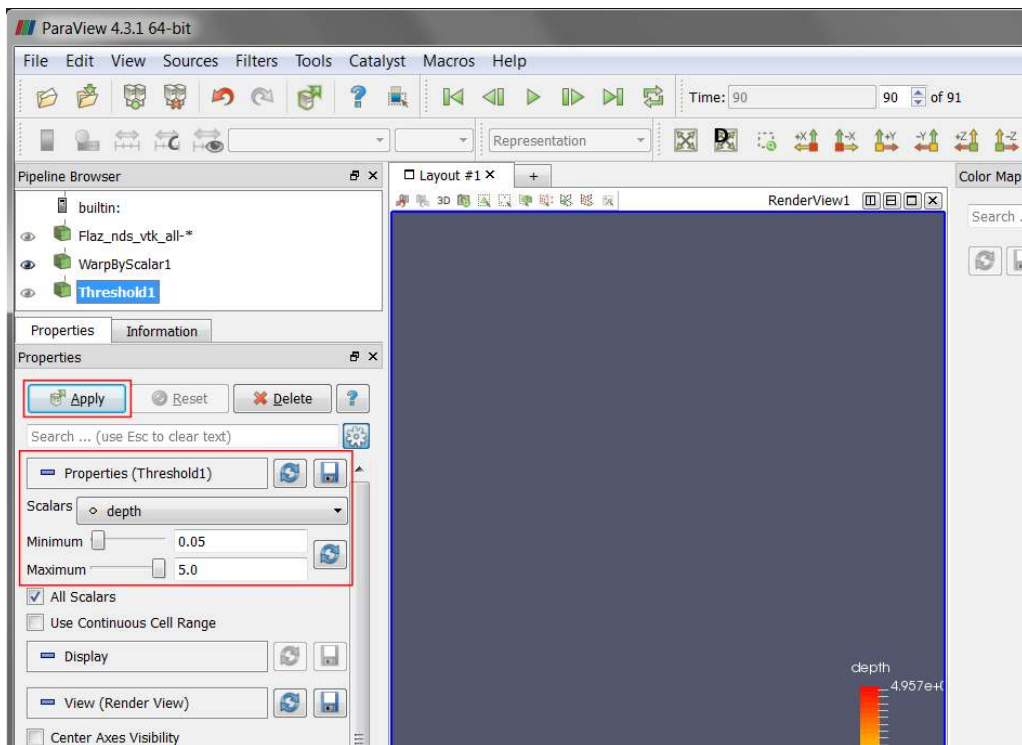 ParaView 4.3.1 64-bit
File Edit View Sources Filters Tools Catalyst Macros Help
Time: 90 90 of 91
Representation
Pipeline Browser
Layout #1
Color Map
builtin:
3D
RenderView1
Search .
Flaz_nds_vtk_all-*
WarpByScalar1
Threshold1
Properties Information
Properties
Apply Reset Delete ?
Search ... (use Esc to clear text)
Properties (Threshold1)
Scalars depth
Minimum 0.05
Maximum 5.0
All Scalars
Use Continuous Cell Range
Display
depth
4.957e+
View (Render View)
Center Axes Visibility